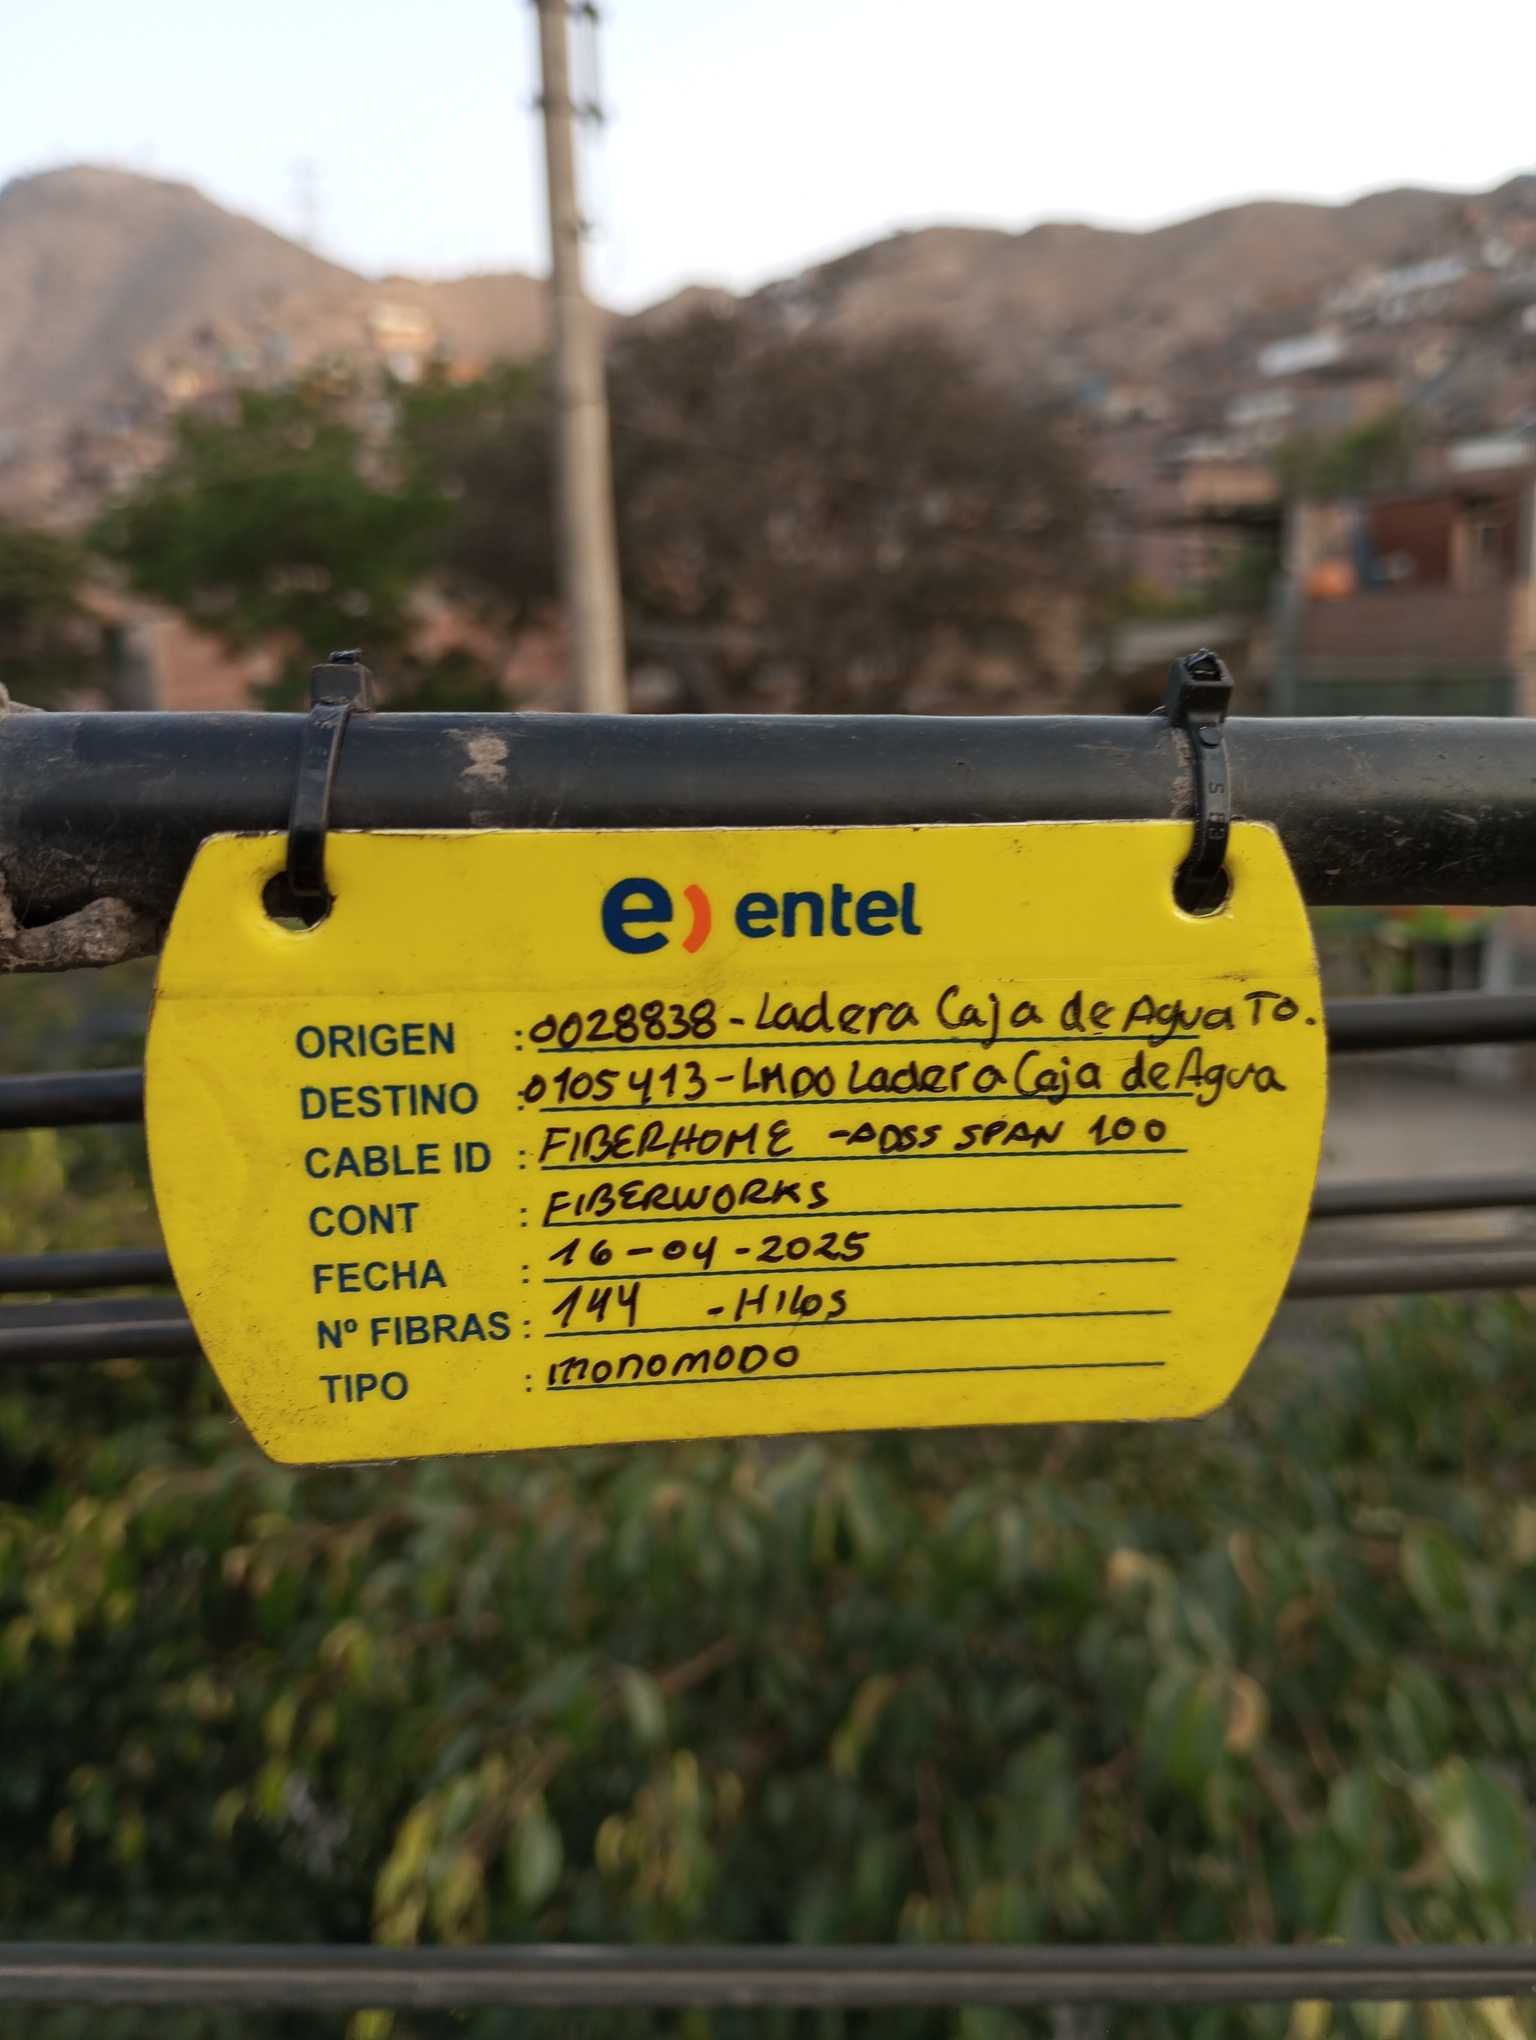 e) entel
ORIGEN : 0028838-Ladera Caja de Agua To.
DESTINO : 0105413-LMDO Ladera Caja de Agua
CABLE ID : FIBERHOME -ADSS SPAN 100
CONT : FIBERWORKS
FECHA : 16-04-2025
Nº FIBRAS : 144 -Hilos
TIPO : monomodo